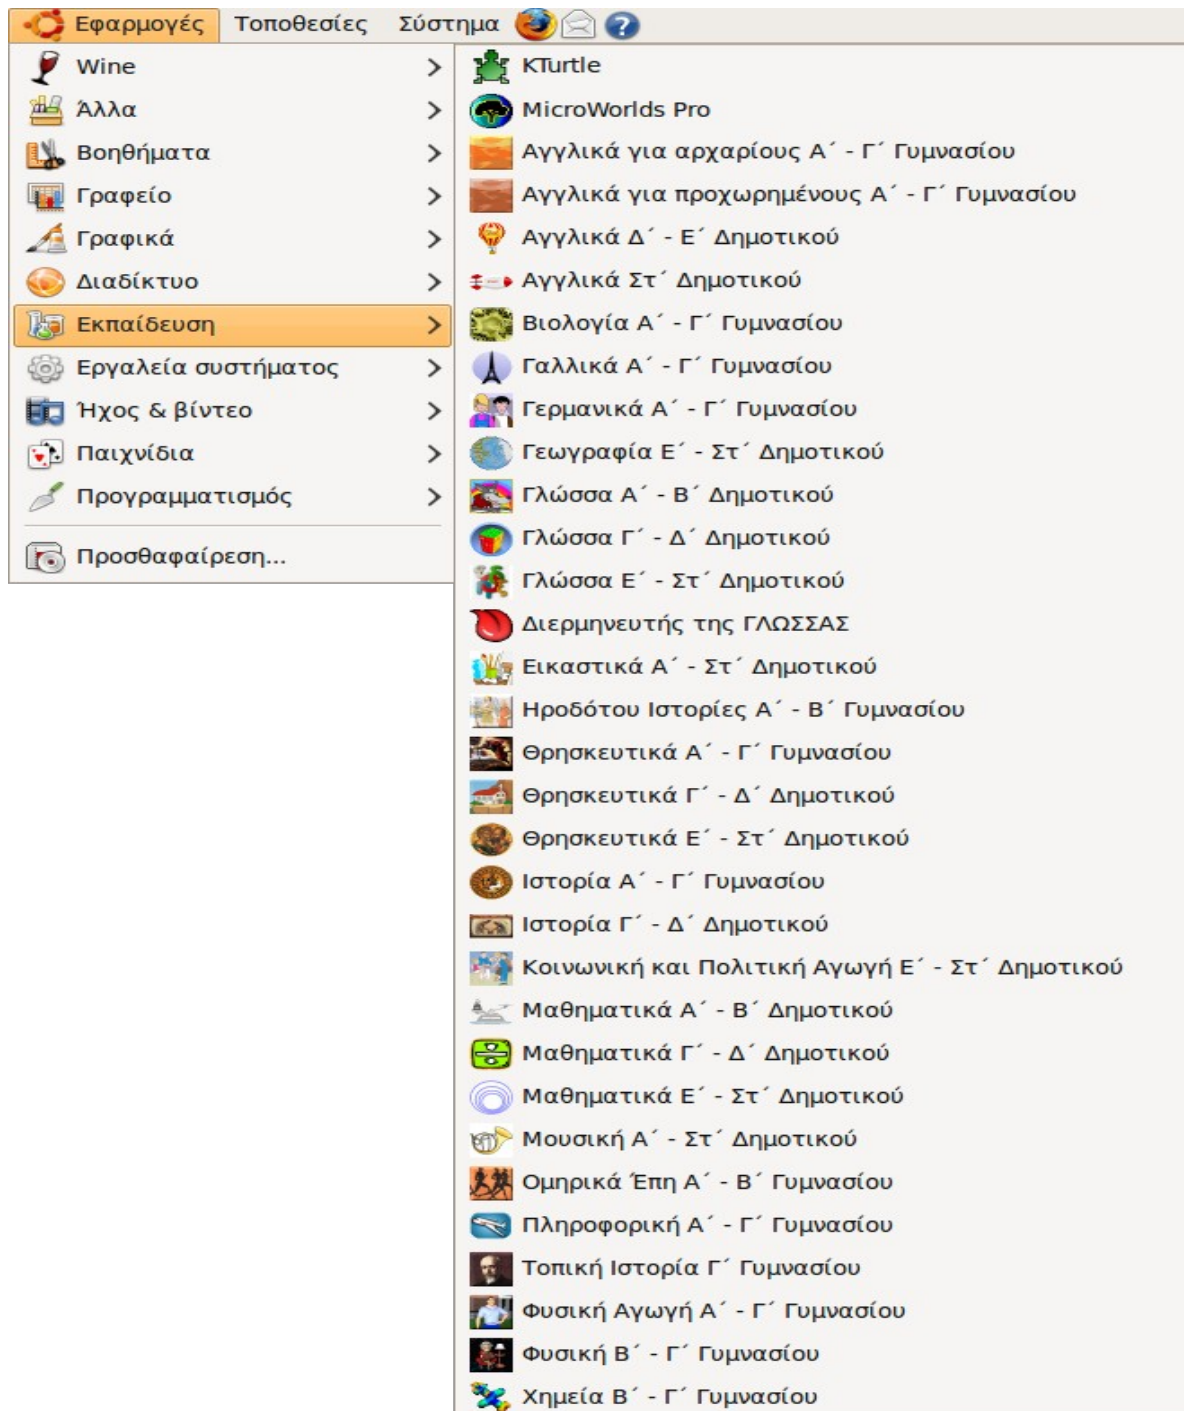 Εφαρμογές Τοποθεσίες Σύστημα
Wine
Άλλα
Βοηθήματα
Γραφείο
Γραφικά
Διαδίκτυο
Εκπαίδευση
Εργαλεία συστήματος
Ήχος & βίντεο
Παιχνίδια
Προγραμματισμός
Προσθαφαίρεση...
KTurtle
MicroWorlds Pro
Αγγλικά για αρχαρίους Α΄ - Γ΄ Γυμνασίου
Αγγλικά για προχωρημένους Α΄ - Γ΄ Γυμνασίου
Αγγλικά Δ΄ - Ε΄ Δημοτικού
Αγγλικά Στ΄ Δημοτικού
Βιολογία Α΄ - Γ΄ Γυμνασίου
Γαλλικά Α΄ - Γ΄ Γυμνασίου
Γερμανικά Α΄ - Γ΄ Γυμνασίου
Γεωγραφία Ε΄ - Στ΄ Δημοτικού
Γλώσσα Α΄ - Β΄ Δημοτικού
Γλώσσα Γ΄ - Δ΄ Δημοτικού
Γλώσσα Ε΄ - Στ΄ Δημοτικού
Διερμηνευτής της ΓΛΩΣΣΑΣ
Εικαστικά Α΄ - Στ΄ Δημοτικού
Ηροδότου Ιστορίες Α΄ - Β΄ Γυμνασίου
Θρησκευτικά Α΄ - Γ΄ Γυμνασίου
Θρησκευτικά Γ΄ - Δ΄ Δημοτικού
Θρησκευτικά Ε΄ - Στ΄ Δημοτικού
Ιστορία Α΄ - Γ΄ Γυμνασίου
Ιστορία Γ΄ - Δ΄ Δημοτικού
Κοινωνική και Πολιτική Αγωγή Ε΄ - Στ΄ Δημοτικού
Μαθηματικά Α΄ - Β΄ Δημοτικού
Μαθηματικά Γ΄ - Δ΄ Δημοτικού
Μαθηματικά Ε΄ - Στ΄ Δημοτικού
Μουσική Α΄ - Στ΄ Δημοτικού
Ομηρικά Έπη Α΄ - Β΄ Γυμνασίου
Πληροφορική Α΄ - Γ΄ Γυμνασίου
Τοπική Ιστορία Γ΄ Γυμνασίου
Φυσική Αγωγή Α΄ - Γ΄ Γυμνασίου
Φυσική Β΄ - Γ΄ Γυμνασίου
Χημεία Β΄ - Γ΄ Γυμνασίου